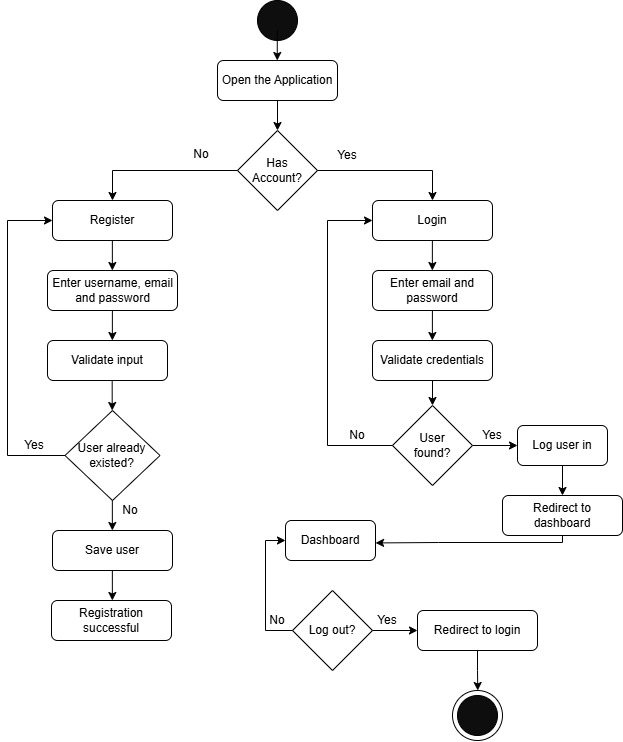 Open the Application
Has
Account?
No
Yes
Register
Login
Enter username, email
and password
Enter email and
password
Validate input
Validate credentials
User already
existed?
Yes
No
User
found?
No
Yes
Log user in
Redirect to
dashboard
Save user
Dashboard
Registration
successful
Log out?
No
Yes
Redirect to login